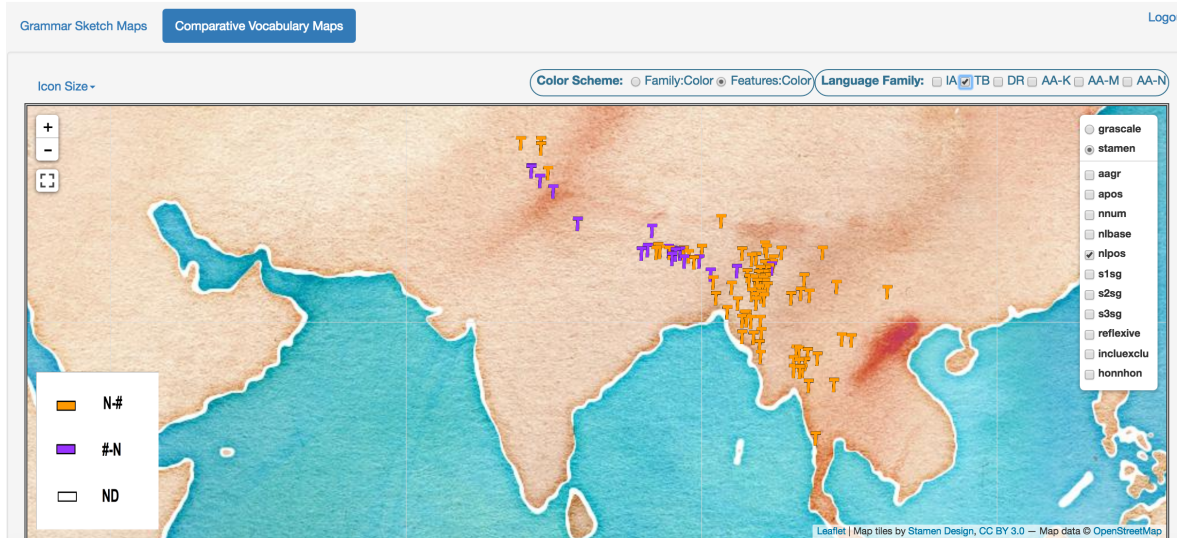 Grammar Sketch Maps
Comparative Vocabulary Maps
Logou
Icon Size
Color Scheme: Family:Color Features:Color
Language Family: IA TB DR AA-K AA-M AA-N
+
-
grascale
stamen
aagr
apos
nnum
nlbase
nlpos
s1sg
s2sg
s3sg
reflexive
incluexclu
honnhon
N-#
#-N
ND
Leaflet | Map tiles by Stamen Design, CC BY 3.0 — Map data © OpenStreetMap